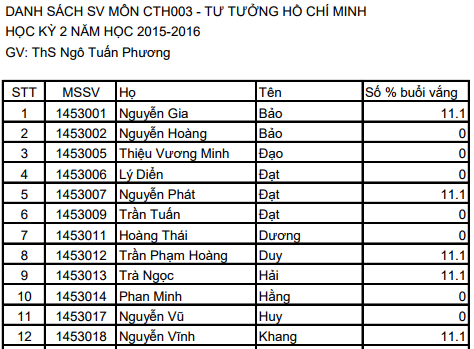 DANH SÁCH SV MÔN CTH003 - TƯ TƯỞNG HỒ CHÍ MINH
HỌC KỲ 2 NĂM HỌC 2015-2016
GV: ThS Ngô Tuấn Phương
STT MSSV Họ Tên Số % buổi vắng
1 1453001 Nguyễn Gia Bảo 11.1
2 1453002 Nguyễn Hoàng Bảo 0
3 1453005 Thiệu Vương Minh Đạo 0
4 1453006 Lý Diển Đạt 0
5 1453007 Nguyễn Phát Đạt 11.1
6 1453009 Trần Tuấn Đạt 0
7 1453011 Hoàng Thái Dương 0
8 1453012 Trần Phạm Hoàng Duy 11.1
9 1453013 Trà Ngọc Hải 11.1
10 1453014 Phan Minh Hằng 0
11 1453017 Nguyễn Vũ Huy 0
12 1453018 Nguyễn Vĩnh Khang 11.1